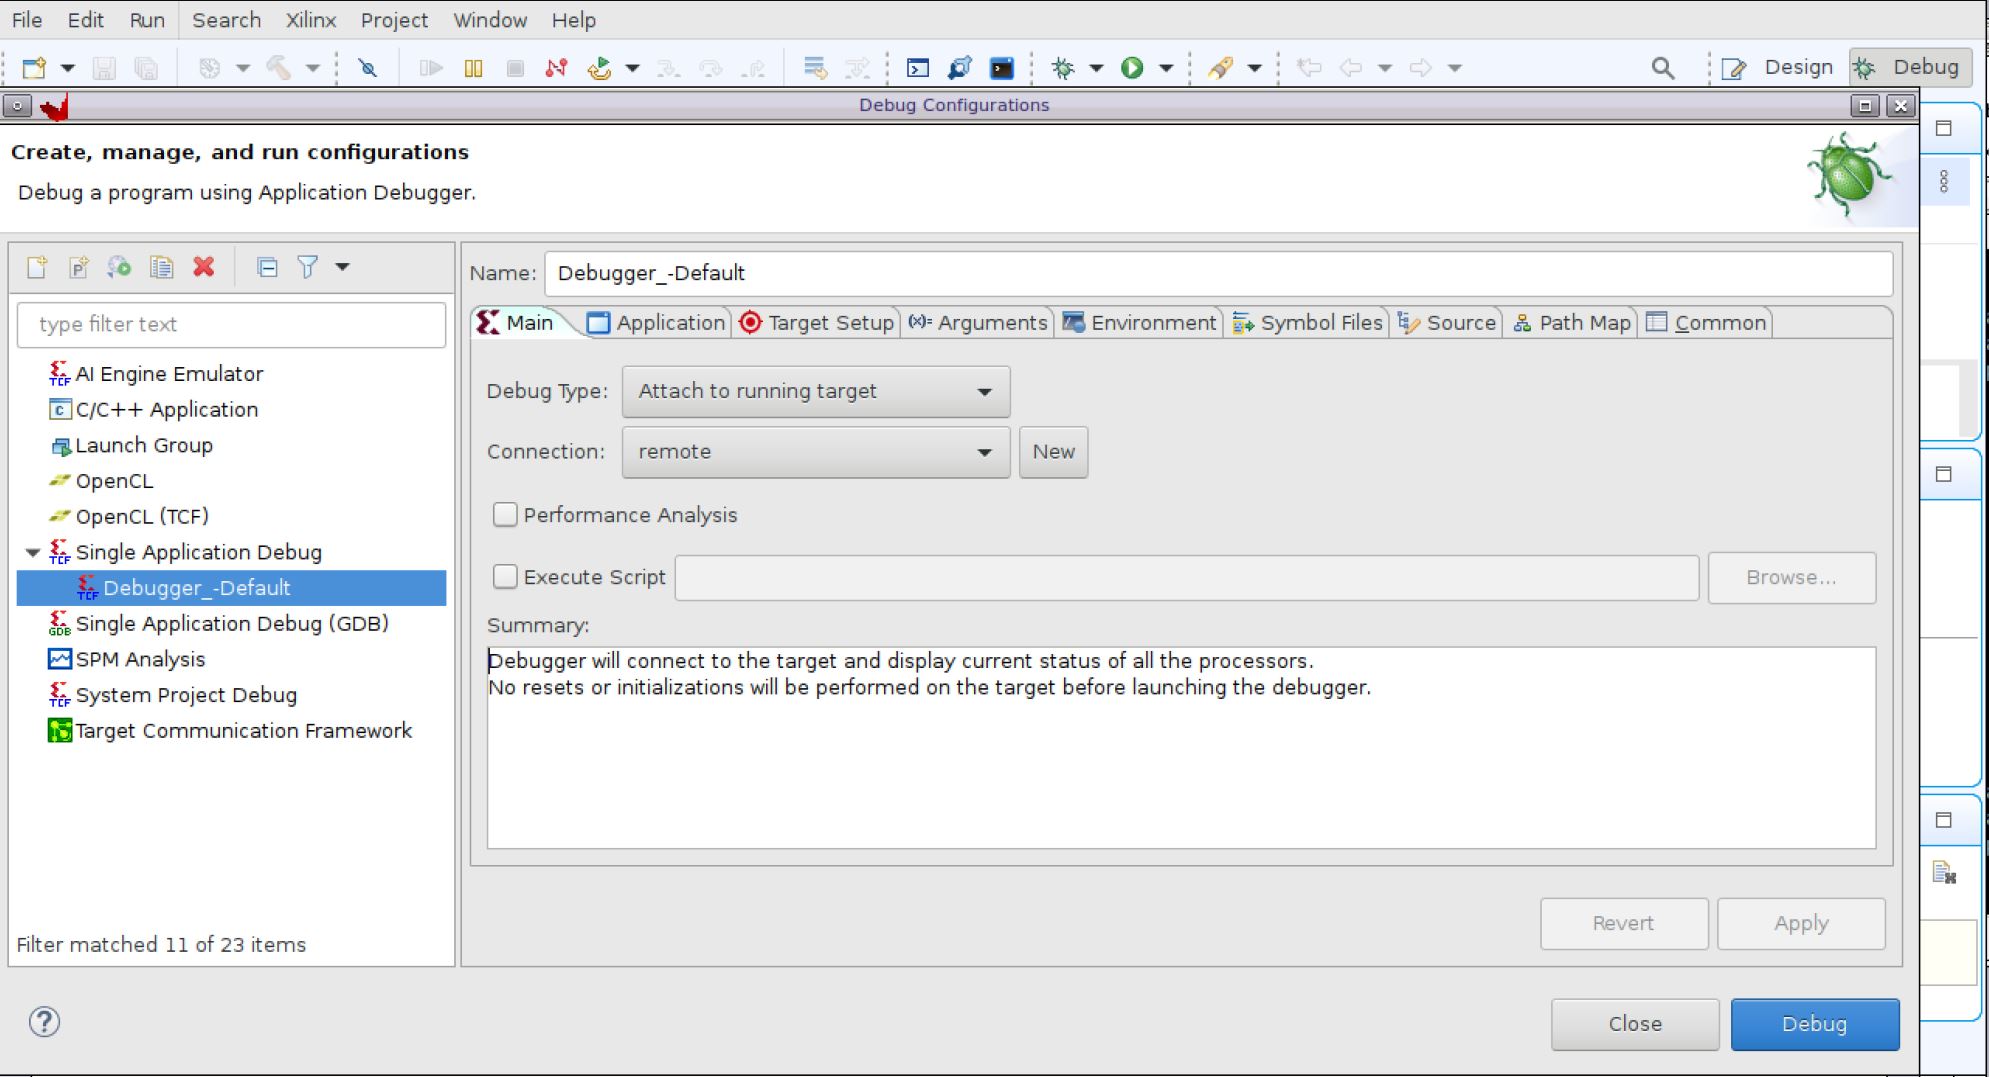 File Edit Run Search Xilinx Project Window Help
Design Debug
Debug Configurations
Create, manage, and run configurations
Debug a program using Application Debugger.
type filter text
AI Engine Emulator
C/C++ Application
Launch Group
OpenCL
OpenCL (TCF)
Single Application Debug
Debugger_-Default
Single Application Debug (GDB)
SPM Analysis
System Project Debug
Target Communication Framework
Filter matched 11 of 23 items
Name: Debugger_-Default
Main Application Target Setup Arguments Environment Symbol Files Source Path Map Common
Debug Type: Attach to running target
Connection: remote New
Performance Analysis
Execute Script Browse...
Summary:
Debugger will connect to the target and display current status of all the processors.
No resets or initializations will be performed on the target before launching the debugger.
Revert Apply
Close Debug